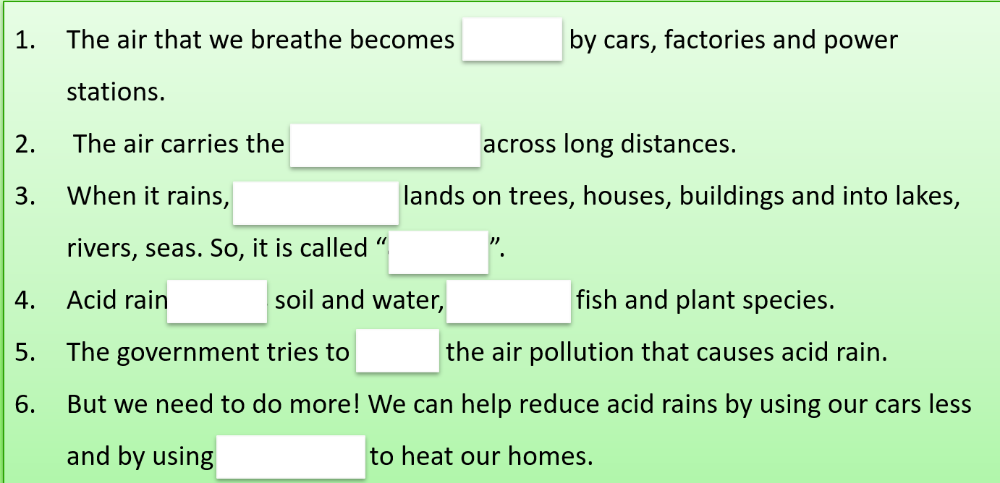 1. The air that we breathe becomes by cars, factories and power
stations.
2. The air carries the across long distances.
3. When it rains, lands on trees, houses, buildings and into lakes,
rivers, seas. So, it is called “ ”.
4. Acid rain soil and water, fish and plant species.
5. The government tries to the air pollution that causes acid rain.
6. But we need to do more! We can help reduce acid rains by using our cars less
and by using to heat our homes.